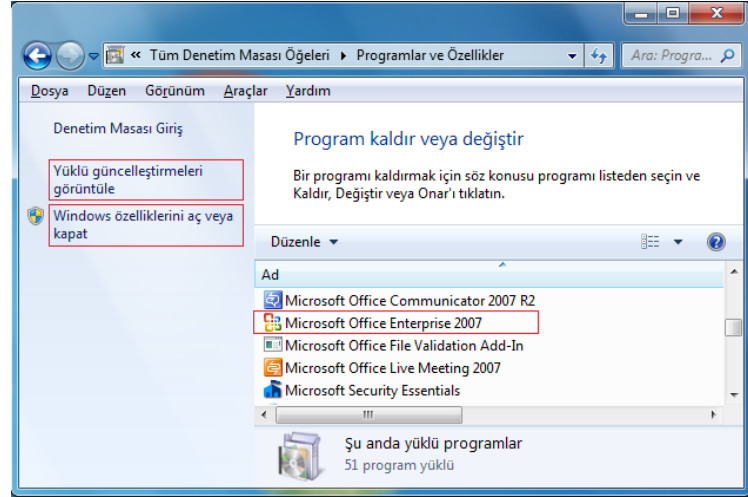 « Tüm Denetim Masası Öğeleri ▸ Programlar ve Özellikler
Ara: Progra...
Dosya Düzen Görünüm Araçlar Yardım
Denetim Masası Giriş
Yüklü güncelleştirmeleri
görüntüle
Windows özelliklerini aç veya
kapat
Program kaldır veya değiştir
Bir programı kaldırmak için söz konusu programı listeden seçin ve
Kaldır, Değiştir veya Onar'ı tıklatın.
Düzenle
Ad
Microsoft Office Communicator 2007 R2
Microsoft Office Enterprise 2007
Microsoft Office File Validation Add-In
Microsoft Office Live Meeting 2007
Microsoft Security Essentials
Şu anda yüklü programlar
51 program yüklü